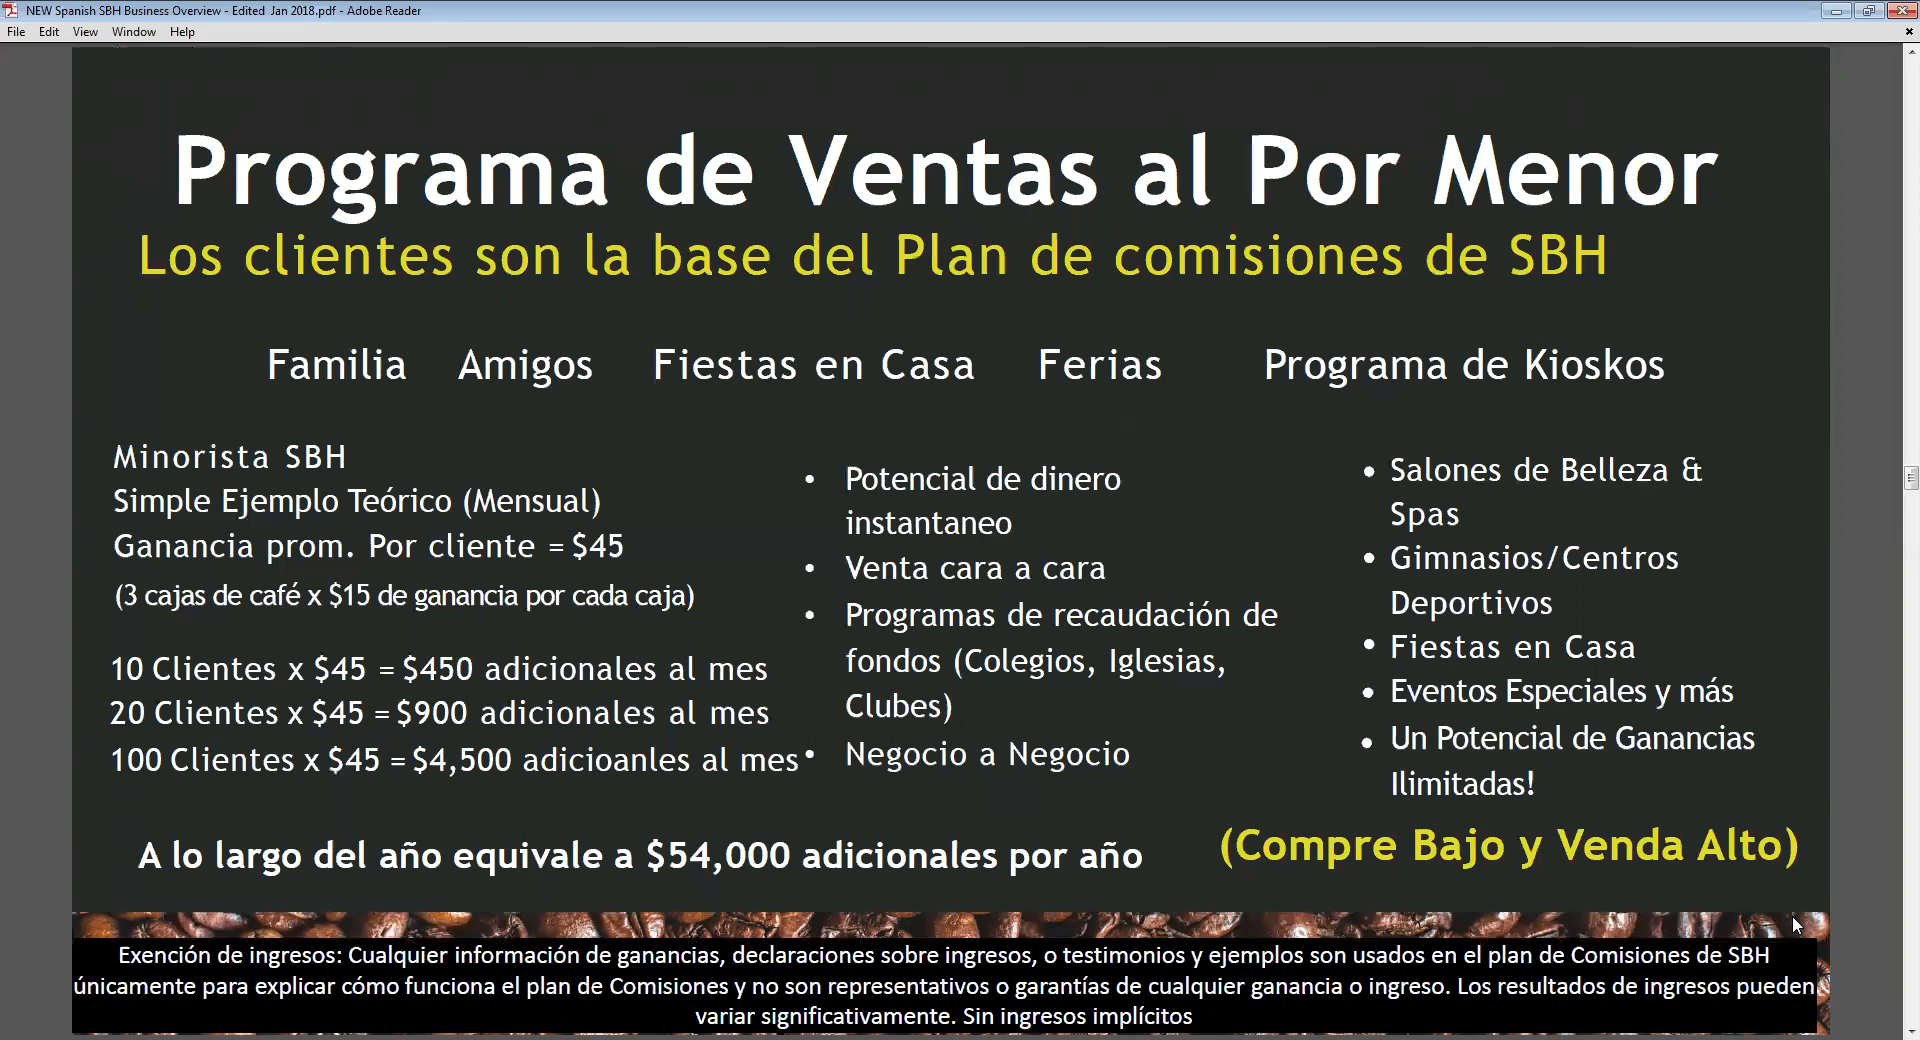 NEW Spanish SBH Business Overview - Edited  Jan 2018.pdf - Adobe Reader
File Edit View Window Help
Programa de Ventas al Por Menor
Los clientes son la base del Plan de comisiones de SBH
Familia Amigos Fiestas en Casa Ferias Programa de Kioskos
Minorista SBH
Simple Ejemplo Teórico (Mensual)
Ganancia prom. Por cliente = $45
(3 cajas de café x $15 de ganancia por cada caja)
10 Clientes x $45 = $450 adicionales al mes
20 Clientes x $45 = $900 adicionales al mes
100 Clientes x $45 = $4,500 adicioanles al mes
• Potencial de dinero
instantaneo
• Venta cara a cara
• Programas de recaudación de
fondos (Colegios, Iglesias,
Clubes)
• Negocio a Negocio
• Salones de Belleza &
Spas
• Gimnasios/Centros
Deportivos
• Fiestas en Casa
• Eventos Especiales y más
• Un Potencial de Ganancias
Ilimitadas!
A lo largo del año equivale a $54,000 adicionales por año
(Compre Bajo y Venda Alto)
Exención de ingresos: Cualquier información de ganancias, declaraciones sobre ingresos, o testimonios y ejemplos son usados en el plan de Comisiones de SBH
únicamente para explicar cómo funciona el plan de Comisiones y no son representativos o garantías de cualquier ganancia o ingreso. Los resultados de ingresos pueden
variar significativamente. Sin ingresos implícitos